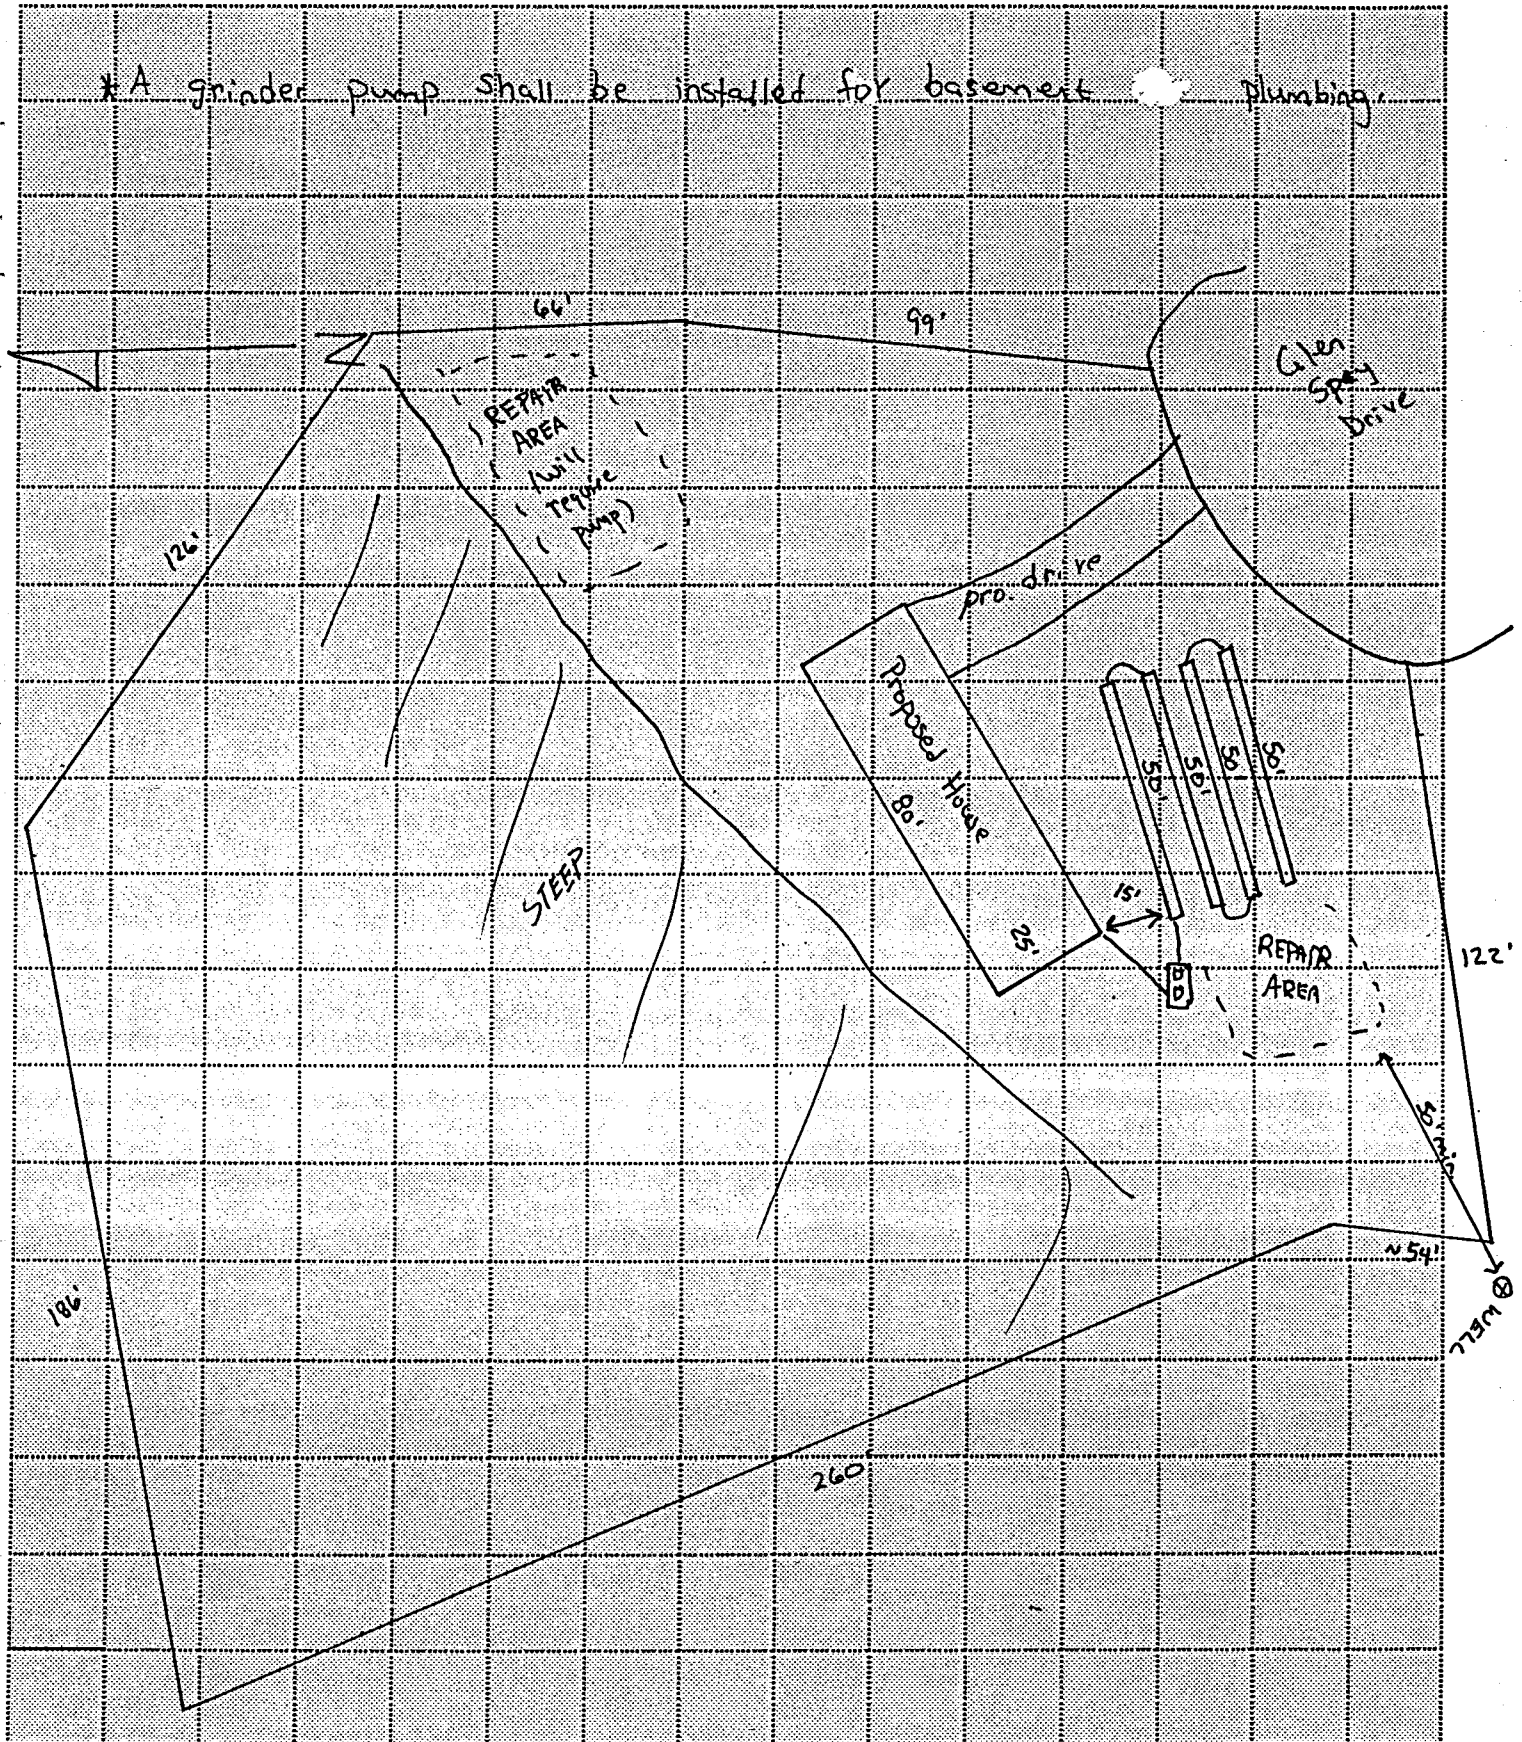 *A grinder pump shall be installed for basement plumbing.
66'
99'
N
Glen
Spey
Drive
REPAIR
AREA
(will
require
pump)
126'
pro. drive
Proposed House
80'
25'
50'
50'
50'
50'
15'
STEEP
REPAIR
AREA
122'
50' min.
~54'
WELL
186'
260